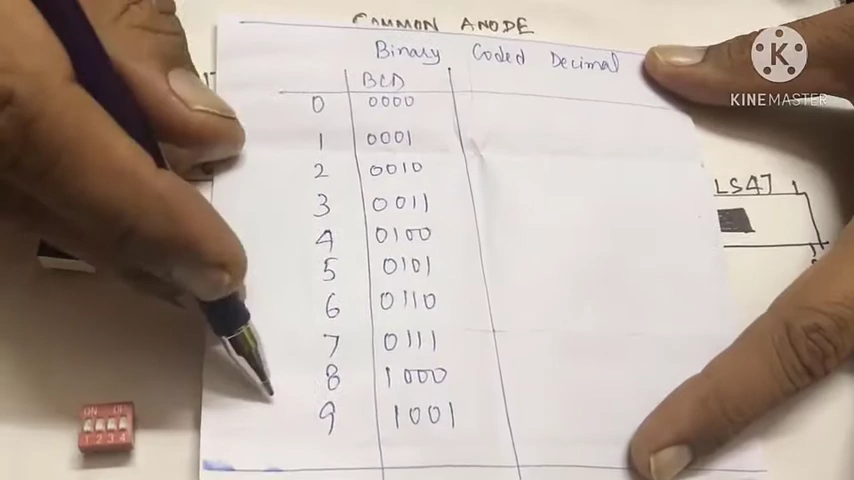 COMMON ANODE
Binary Coded Decimal
BCD
0 0000
1 0001
2 0010
3 0011
4 0100
5 0101
6 0110
7 0111
8 1000
9 1001
LS47
ON
1 2 3 4
K
KINEMASTER